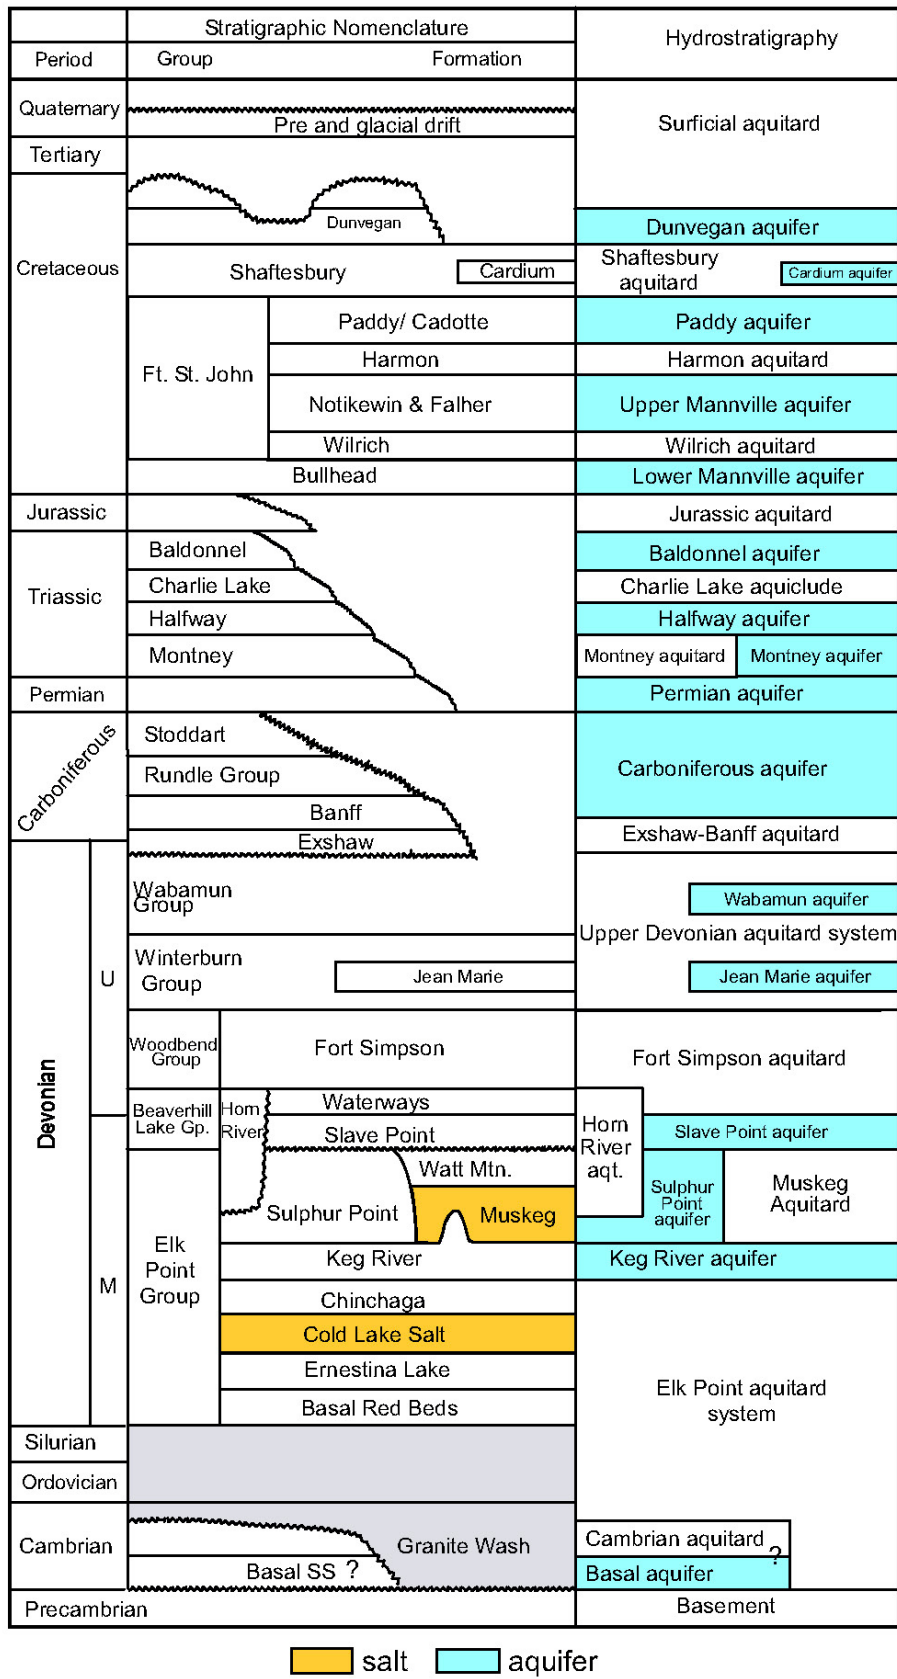 Stratigraphic Nomenclature
Hydrostratigraphy
Period
Group
Formation
Quaternary
Pre and glacial drift
Surficial aquitard
Tertiary
Dunvegan
Dunvegan aquifer
Cretaceous
Shaftesbury
Cardium
Shaftesbury
aquitard
Cardium aquifer
Ft. St. John
Paddy/ Cadotte
Paddy aquifer
Harmon
Harmon aquitard
Notikewin & Falher
Upper Mannville aquifer
Wilrich
Wilrich aquitard
Bullhead
Lower Mannville aquifer
Jurassic
Jurassic aquitard
Triassic
Baldonnel
Baldonnel aquifer
Charlie Lake
Charlie Lake aquiclude
Halfway
Halfway aquifer
Montney
Montney aquitard
Montney aquifer
Permian
Permian aquifer
Carboniferous
Stoddart
Rundle Group
Carboniferous aquifer
Banff
Exshaw
Exshaw-Banff aquitard
Devonian
U
Wabamun
Group
Wabamun aquifer
Upper Devonian aquitard system
Winterburn
Group
Jean Marie
Jean Marie aquifer
Woodbend
Group
Fort Simpson
Fort Simpson aquitard
Beaverhill
Lake Gp.
Horn
River
Waterways
Slave Point
Horn
River
aqt.
Slave Point aquifer
M
Elk
Point
Group
Sulphur Point
Watt Mtn.
Muskeg
Sulphur
Point
aquifer
Muskeg
Aquitard
Keg River
Keg River aquifer
Chinchaga
Cold Lake Salt
Ernestina Lake
Basal Red Beds
Elk Point aquitard
system
Silurian
Ordovician
Cambrian
Granite Wash
Basal SS ?
Cambrian aquitard
?
Basal aquifer
Precambrian
Basement
salt
aquifer